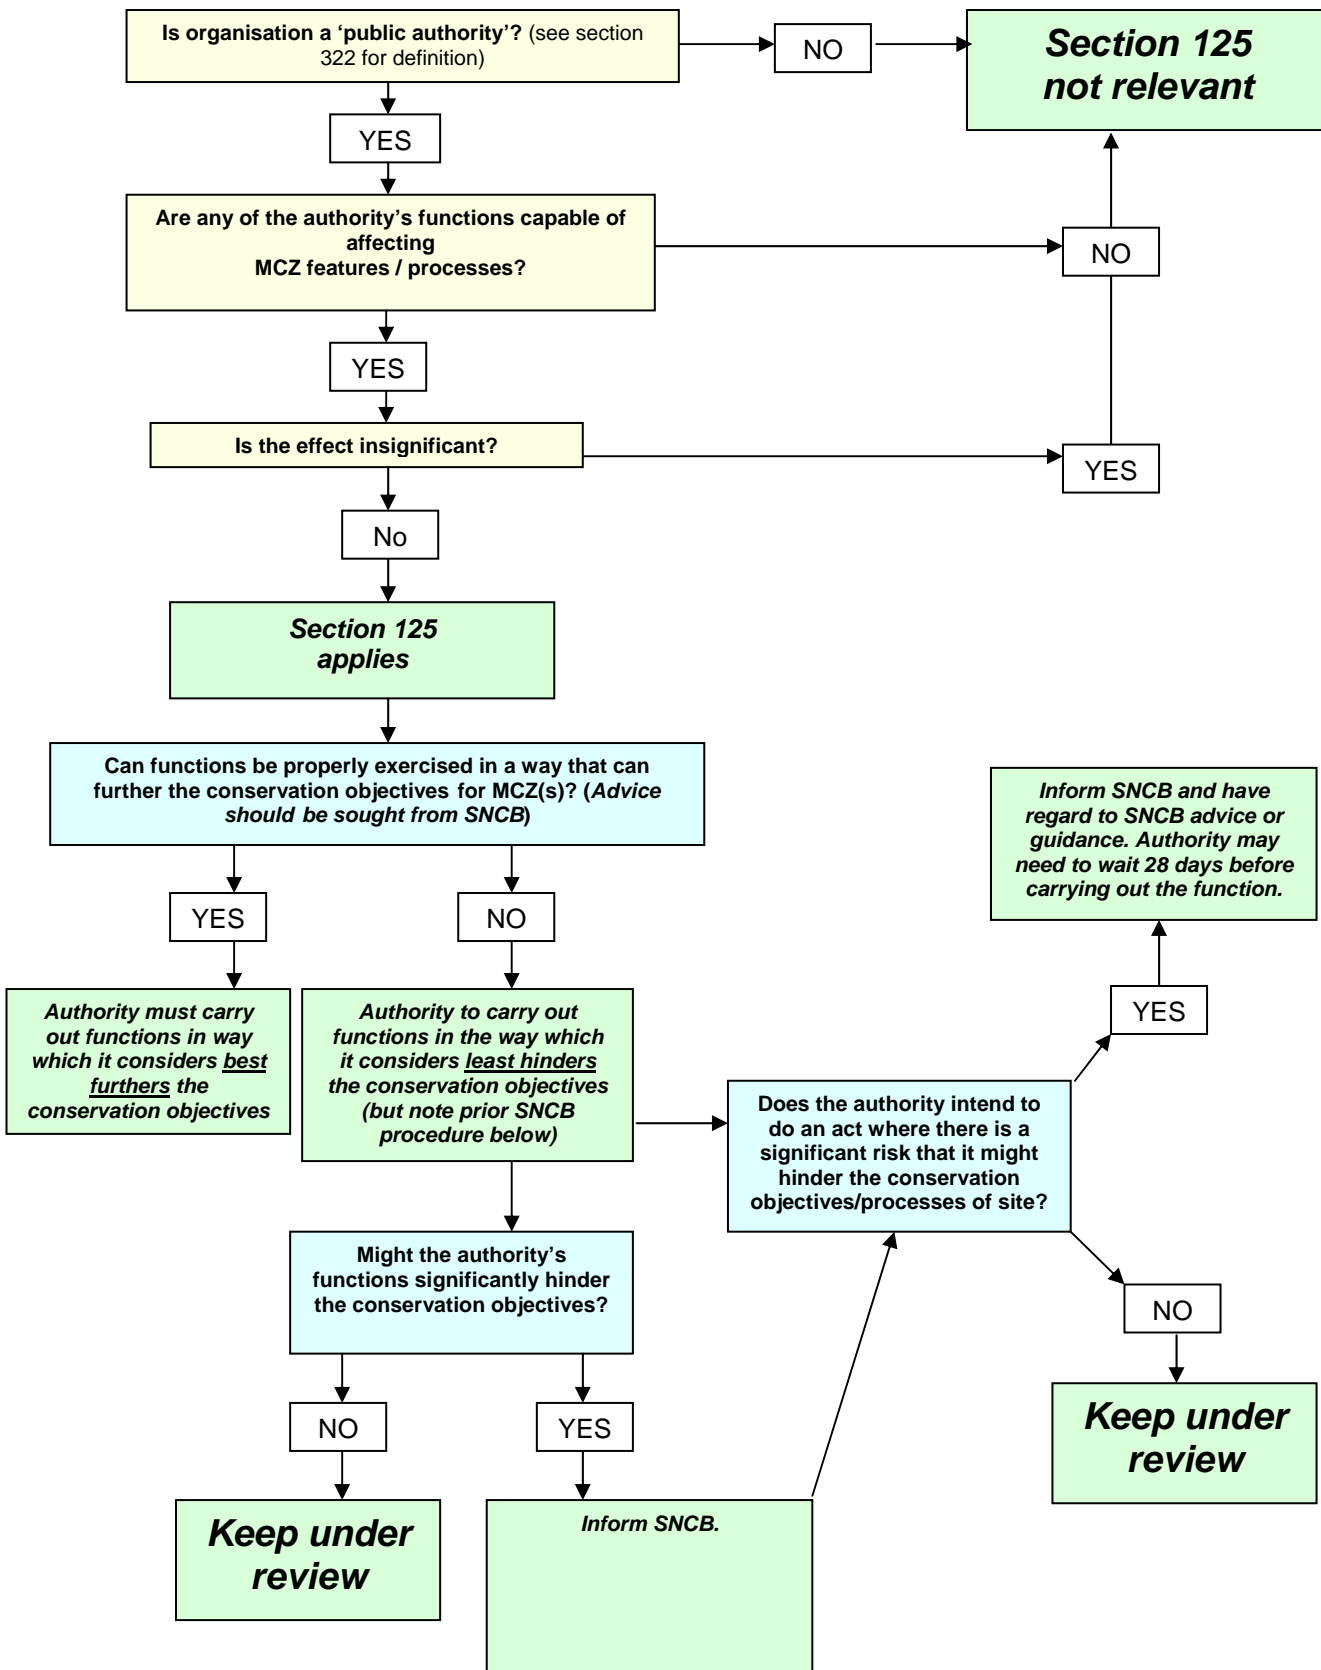 Is organisation a ‘public authority’? (see section
322 for definition)
NO
Section 125
not relevant
YES
Are any of the authority’s functions capable of
affecting
MCZ features / processes?
NO
YES
Is the effect insignificant?
YES
No
Section 125
applies
Can functions be properly exercised in a way that can
further the conservation objectives for MCZ(s)? (Advice
should be sought from SNCB)
YES
NO
Authority must carry
out functions in way
which it considers best
furthers the
conservation objectives
Authority to carry out
functions in the way which
it considers least hinders
the conservation objectives
(but note prior SNCB
procedure below)
Inform SNCB and have
regard to SNCB advice or
guidance. Authority may
need to wait 28 days before
carrying out the function.
YES
Does the authority intend to
do an act where there is a
significant risk that it might
hinder the conservation
objectives/processes of site?
NO
Keep under
review
Might the authority’s
functions significantly hinder
the conservation objectives?
NO
YES
Keep under
review
Inform SNCB.